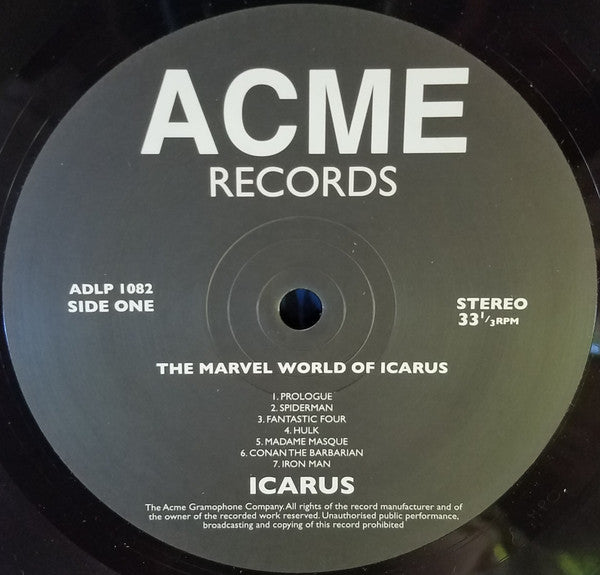 ACME
RECORDS
ADLP 1082
SIDE ONE
STEREO
33 1/3 RPM
THE MARVEL WORLD OF ICARUS
1. PROLOGUE
2. SPIDERMAN
3. FANTASTIC FOUR
4. HULK
5. MADAME MASQUE
6. CONAN THE BARBARIAN
7. IRON MAN
ICARUS
The Acme Gramophone Company. All rights of the record manufacturer and of
the owner of the recorded work reserved. Unauthorised public performance,
broadcasting and copying of this record prohibited